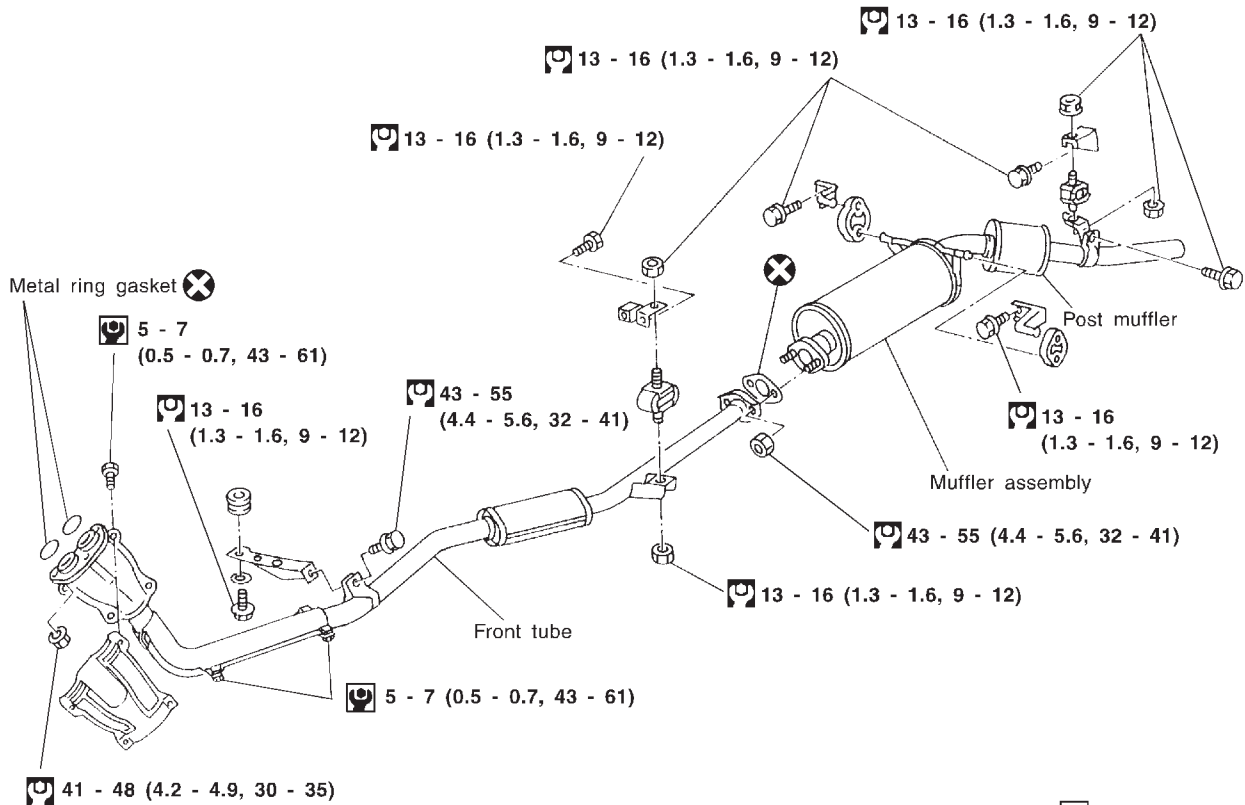 13 - 16 (1.3 - 1.6, 9 - 12)
13 - 16 (1.3 - 1.6, 9 - 12)
13 - 16 (1.3 - 1.6, 9 - 12)
Metal ring gasket
5 - 7
(0.5 - 0.7, 43 - 61)
13 - 16
(1.3 - 1.6, 9 - 12)
43 - 55
(4.4 - 5.6, 32 - 41)
Post muffler
13 - 16
(1.3 - 1.6, 9 - 12)
Muffler assembly
43 - 55 (4.4 - 5.6, 32 - 41)
13 - 16 (1.3 - 1.6, 9 - 12)
Front tube
5 - 7 (0.5 - 0.7, 43 - 61)
41 - 48 (4.2 - 4.9, 30 - 35)